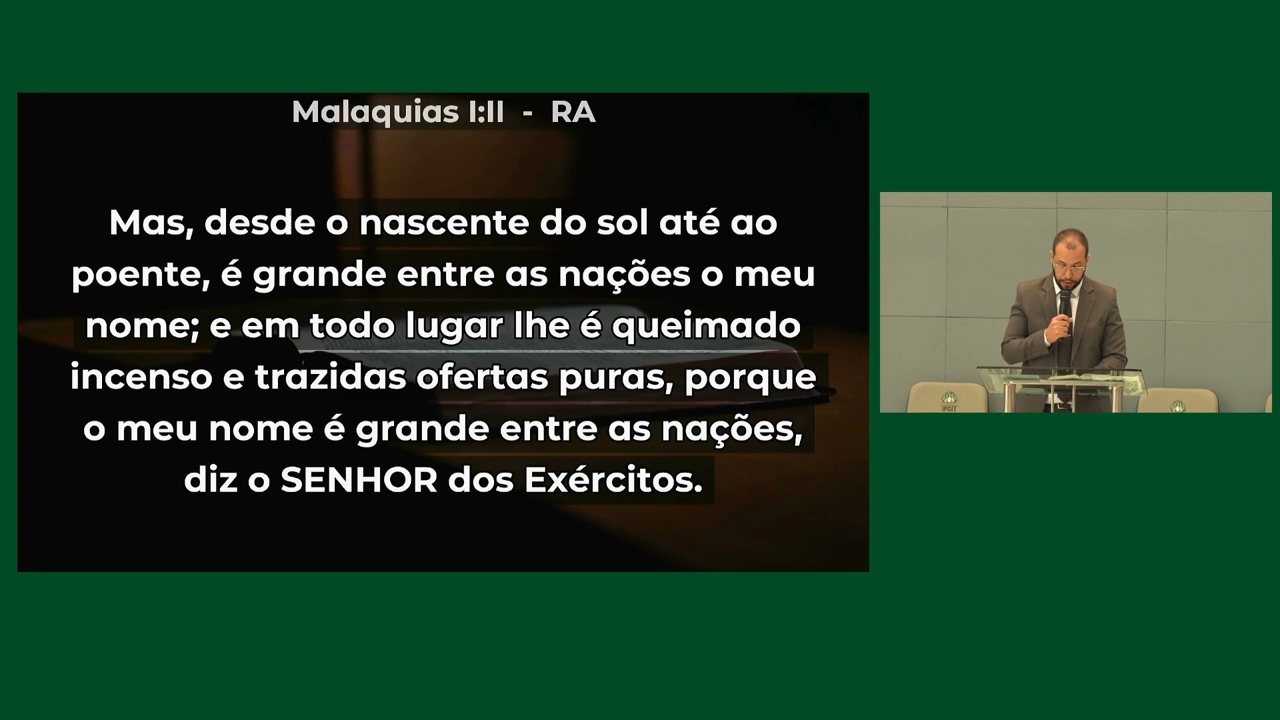 Malaquias I:II - RA
Mas, desde o nascente do sol até ao
poente, é grande entre as nações o meu
nome; e em todo lugar lhe é queimado
incenso e trazidas ofertas puras, porque
o meu nome é grande entre as nações,
diz o SENHOR dos Exércitos.